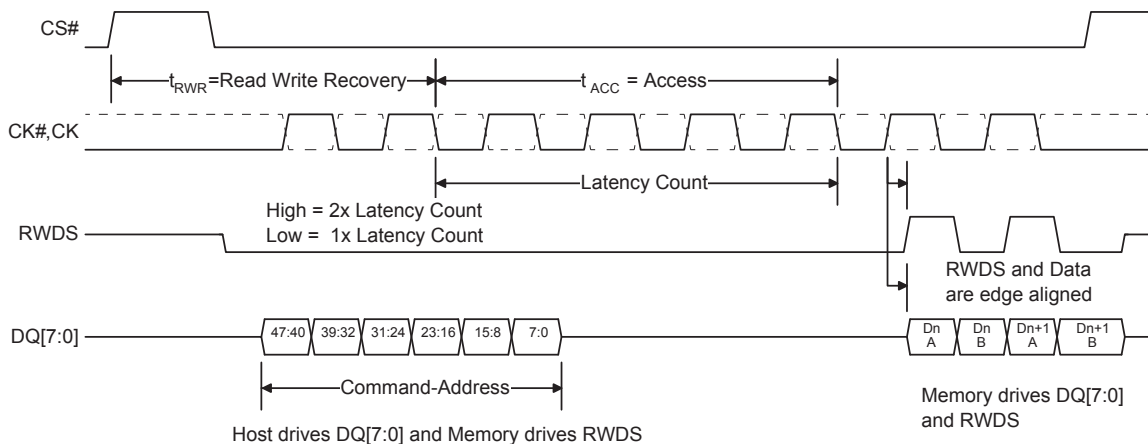 CS#
tRWR=Read Write Recovery
tACC = Access
CK#,CK
Latency Count
High = 2x Latency Count
Low = 1x Latency Count
RWDS
RWDS and Data
are edge aligned
DQ[7:0]
47:40 39:32 31:24 23:16 15:8 7:0
Dn
A
Dn
B
Dn+1
A
Dn+1
B
Command-Address
Memory drives DQ[7:0]
and RWDS
Host drives DQ[7:0] and Memory drives RWDS